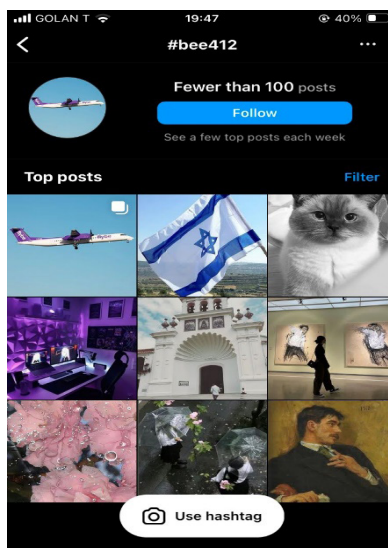 GOLAN T 19:47 40%
#bee412
Fewer than 100 posts
Follow
See a few top posts each week
Top posts
Filter
Use hashtag